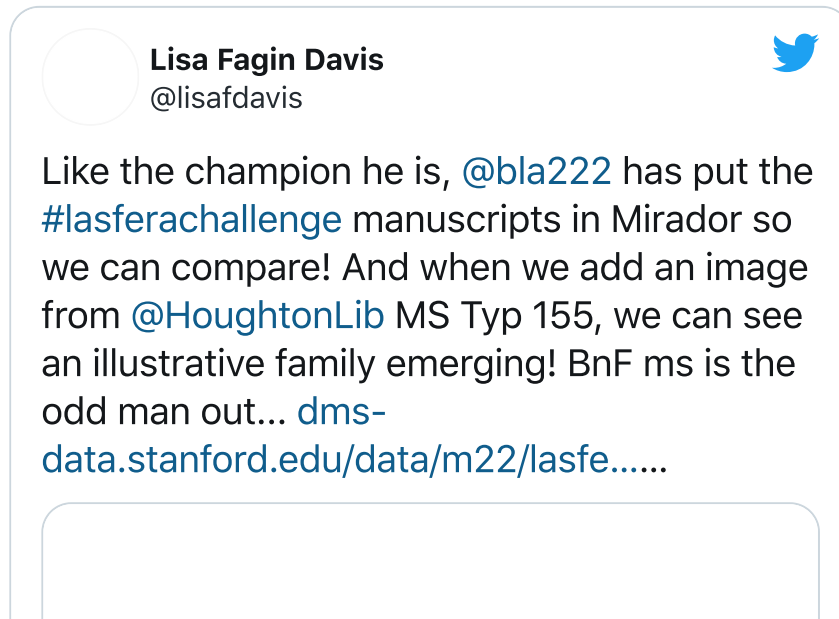 Lisa Fagin Davis
@lisafdavis
Like the champion he is, @bla222 has put the
#lasferachallenge manuscripts in Mirador so
we can compare! And when we add an image
from @HoughtonLib MS Typ 155, we can see
an illustrative family emerging! BnF ms is the
odd man out... dms-
data.stanford.edu/data/m22/lasfe……